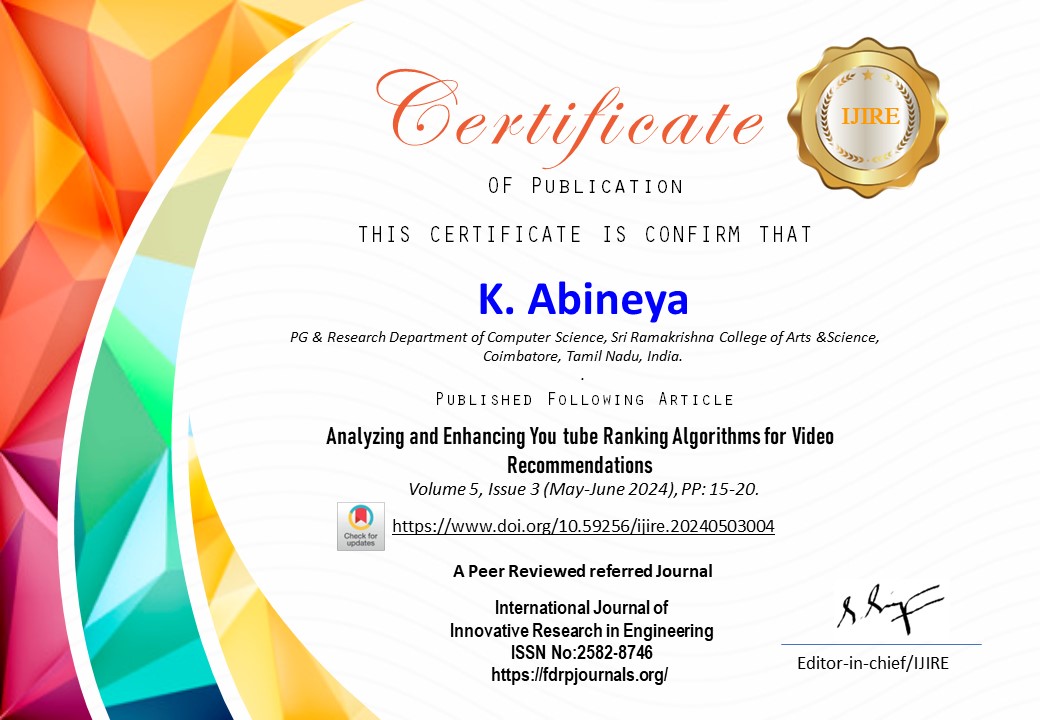 Certificate
IJIRE
OF PUBLICATION
THIS CERTIFICATE IS CONFIRM THAT
K. Abineya
PG & Research Department of Computer Science, Sri Ramakrishna College of Arts &Science,
Coimbatore, Tamil Nadu, India.
.
PUBLISHED FOLLOWING ARTICLE
Analyzing and Enhancing You tube Ranking Algorithms for Video
Recommendations
Volume 5, Issue 3 (May-June 2024), PP: 15-20.
Check for
updates
https://www.doi.org/10.59256/ijire.20240503004
A Peer Reviewed referred Journal
International Journal of
Innovative Research in Engineering
ISSN No:2582-8746
https://fdrpjournals.org/
Editor-in-chief/IJIRE